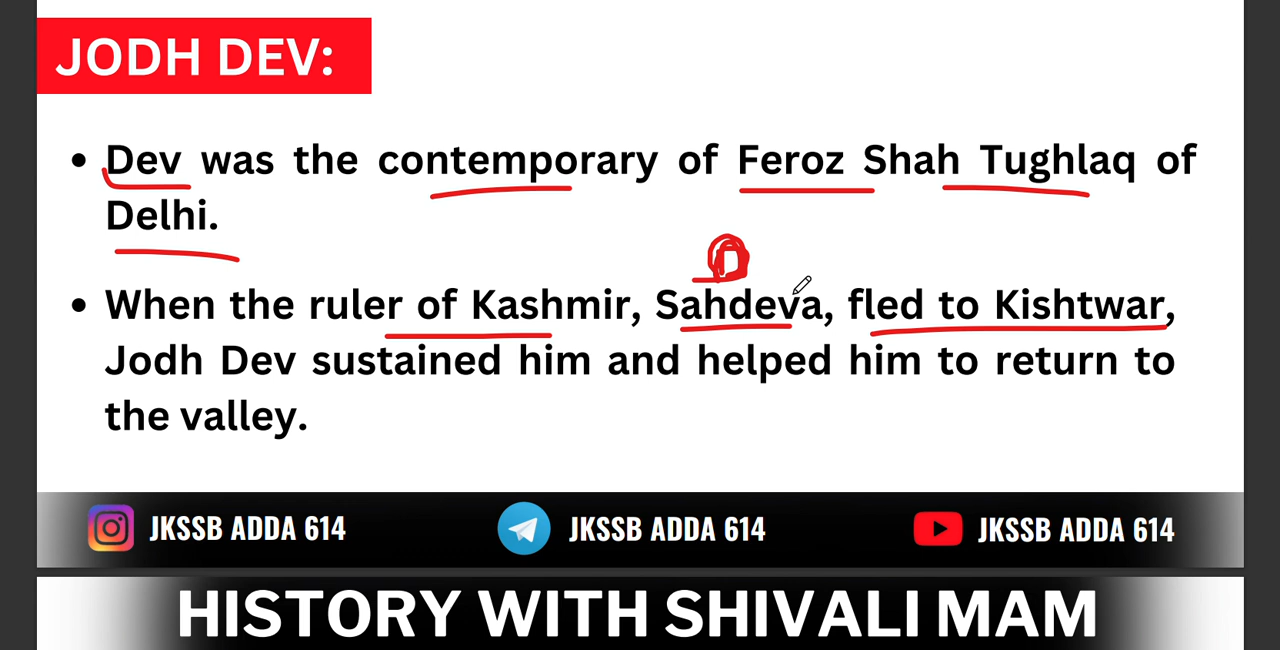 JODH DEV:
• Dev was the contemporary of Feroz Shah Tughlaq of
Delhi.
• When the ruler of Kashmir, Sahdeva, fled to Kishtwar,
Jodh Dev sustained him and helped him to return to
the valley.
JKSSB ADDA 614 JKSSB ADDA 614 JKSSB ADDA 614
HISTORY WITH SHIVALI MAM